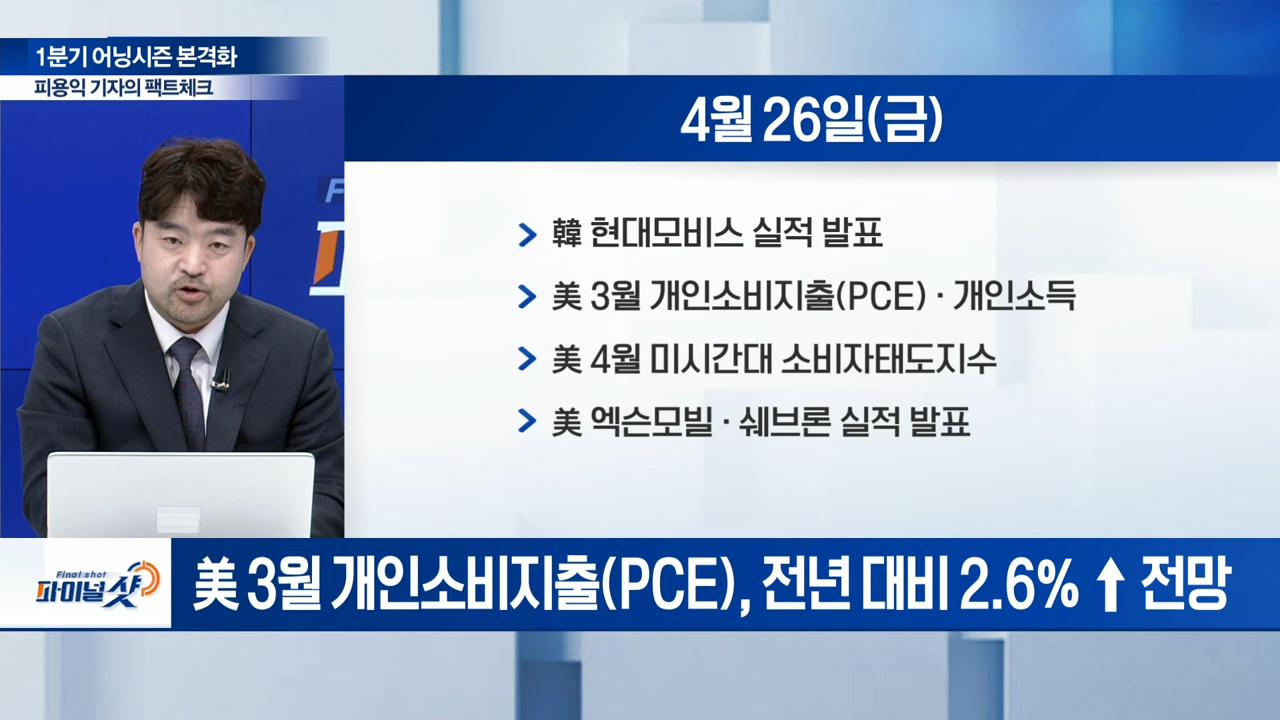 1분기 어닝시즌 본격화
피용익 기자의 팩트체크
4월 26일(금)
韓 현대모비스 실적 발표
美 3월 개인소비지출(PCE)·개인소득
美 4월 미시간대 소비자태도지수
美 엑슨모빌·쉐브론 실적 발표
Final shot
파이널샷
美 3월 개인소비지출(PCE), 전년 대비 2.6% ↑ 전망